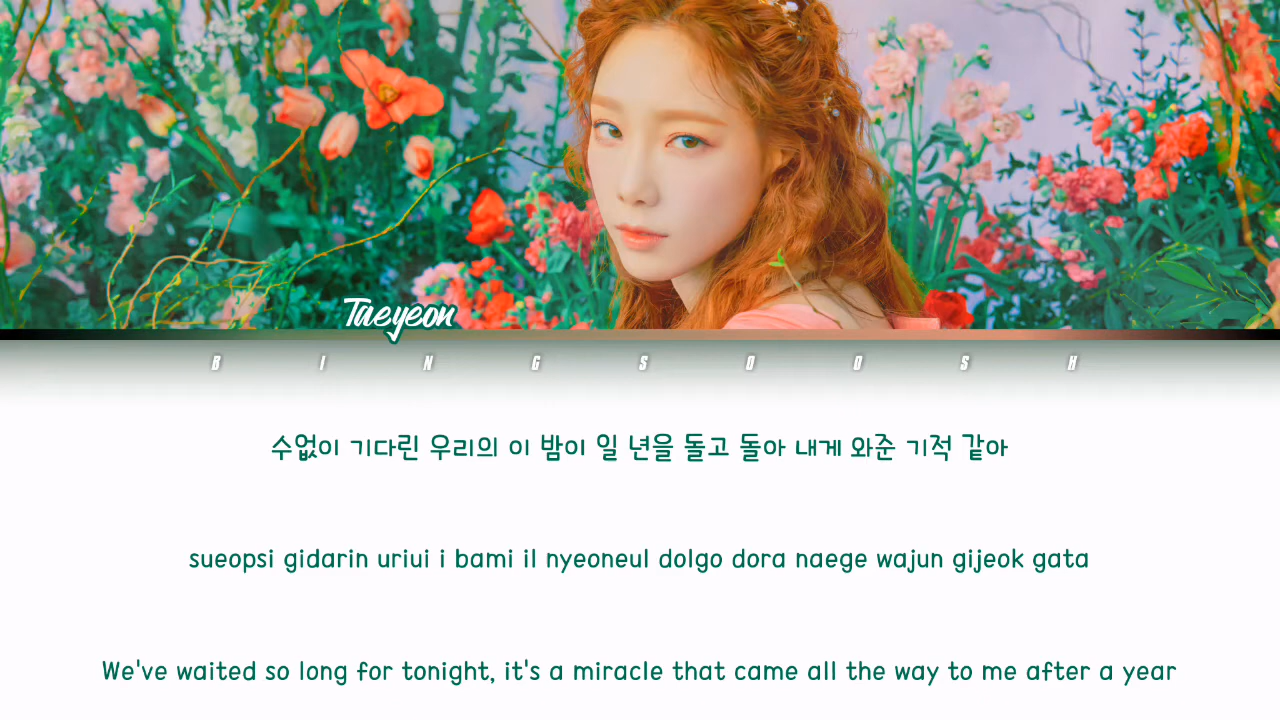 Taeyeon
BINGSOOSH
수없이 기다린 우리의 이 밤이 일 년을 돌고 돌아 내게 와준 기적 같아
sueopsi gidarin uriui i bami il nyeoneul dolgo dora naege wajun gijeok gata
We've waited so long for tonight, it's a miracle that came all the way to me after a year